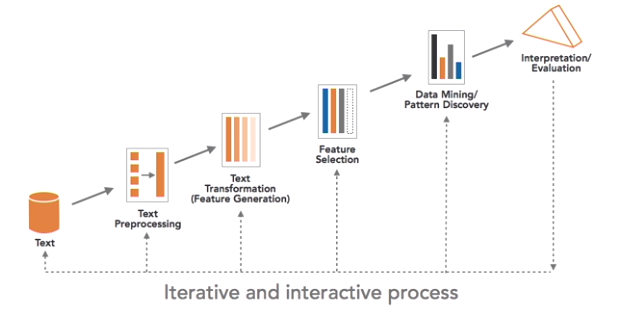 Text
Text
Preprocessing
Text
Transformation
(Feature Generation)
Feature
Selection
Data Mining/
Pattern Discovery
Interpretation/
Evaluation
Iterative and interactive process